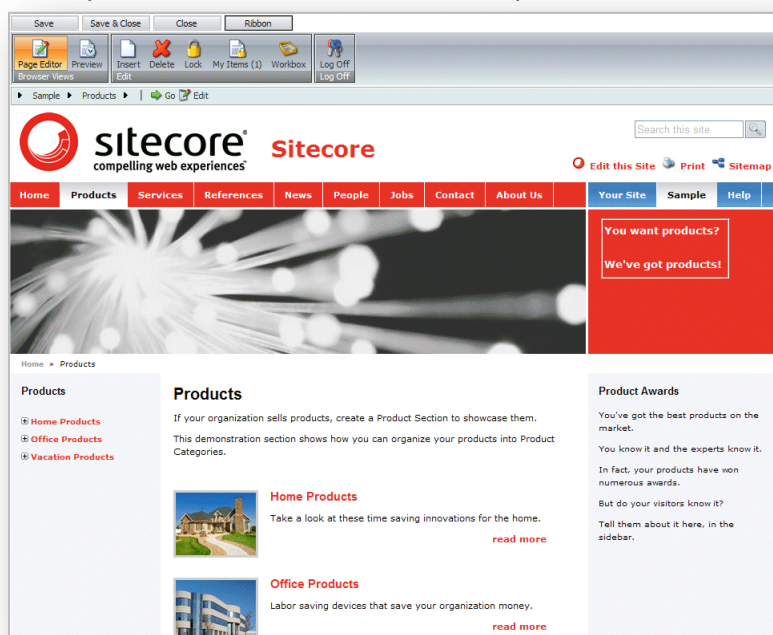 Save Save & Close Close Ribbon
Page Editor Preview Insert Delete Lock My Items (1) Workbox Log Off
Browser Views Edit Log Off
Sample Products Go Edit
Search this site
sitecore®
compelling web experiences
Sitecore
Edit this Site Print Sitemap
Home Products Services References News People Jobs Contact About Us Your Site Sample Help
You want products?
We've got products!
Home » Products
Products
Home Products
Office Products
Vacation Products
Products
If your organization sells products, create a Product Section to showcase them.
This demonstration section shows how you can organize your products into Product
Categories.
Home Products
Take a look at these time saving innovations for the home.
read more
Office Products
Labor saving devices that save your organization money.
read more
Product Awards
You've got the best products on the
market.
You know it and the experts know it.
In fact, your products have won
numerous awards.
But do your visitors know it?
Tell them about it here, in the
sidebar.